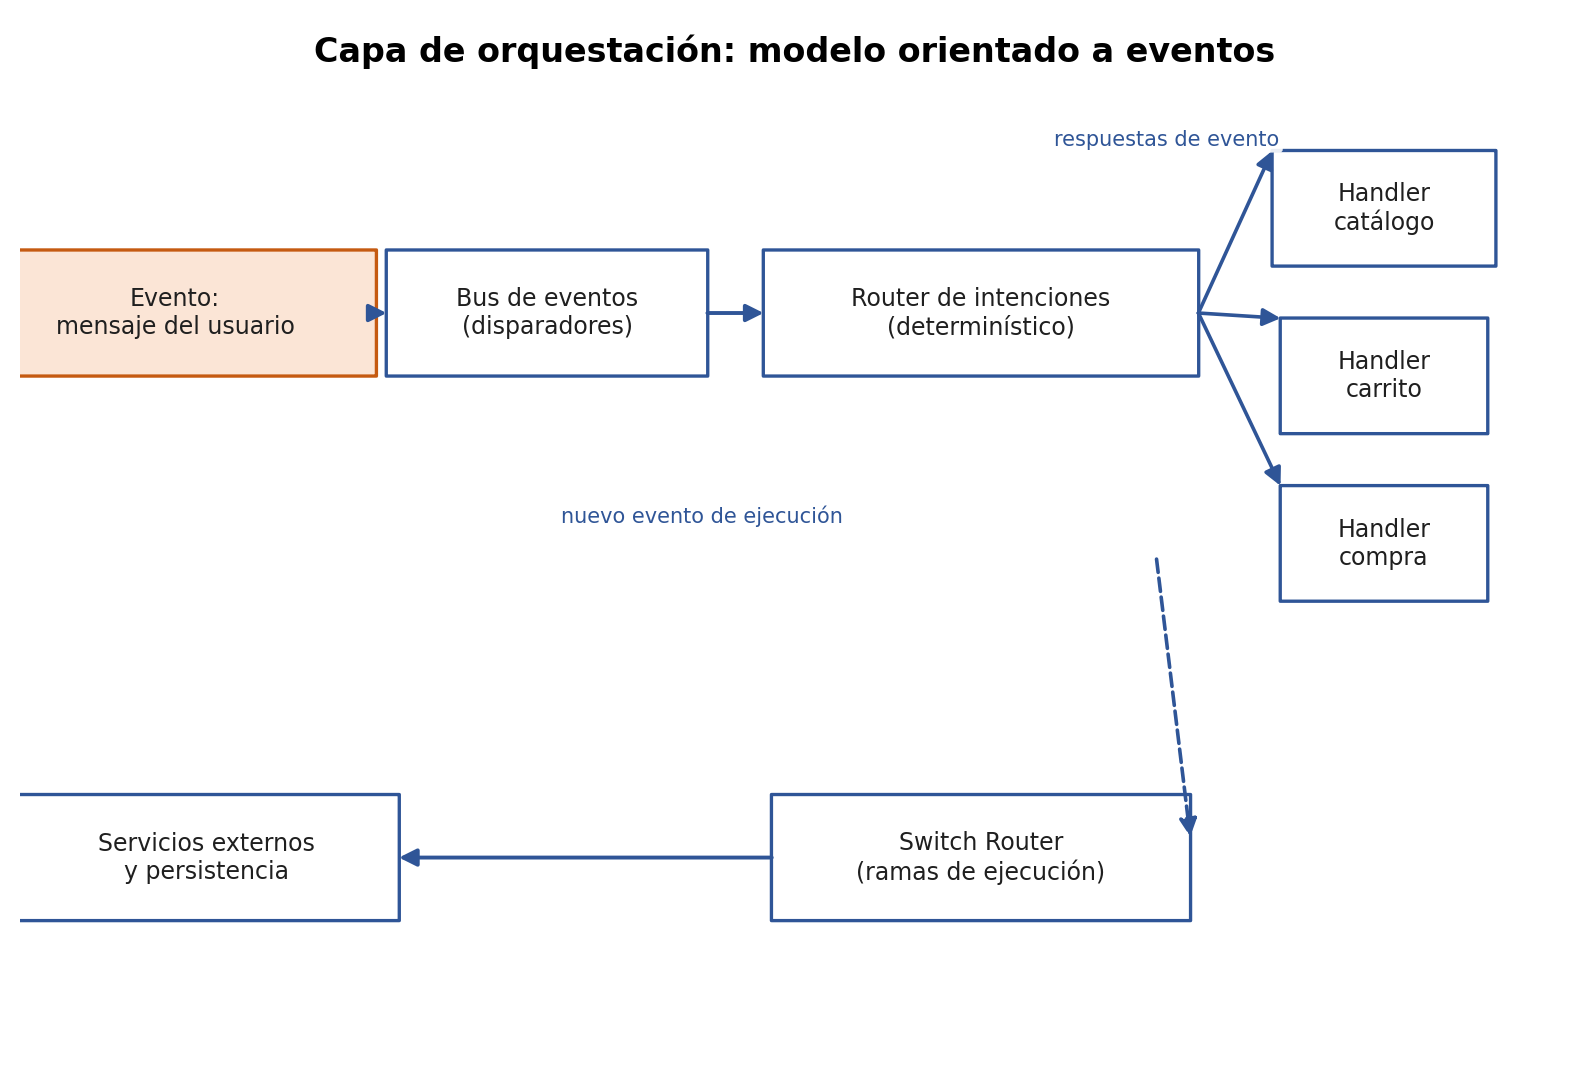 Capa de orquestación: modelo orientado a eventos
respuestas de evento
Handler
catálogo
Evento:
mensaje del usuario
Bus de eventos
(disparadores)
Router de intenciones
(determinístico)
Handler
carrito
nuevo evento de ejecución
Handler
compra
Servicios externos
y persistencia
Switch Router
(ramas de ejecución)